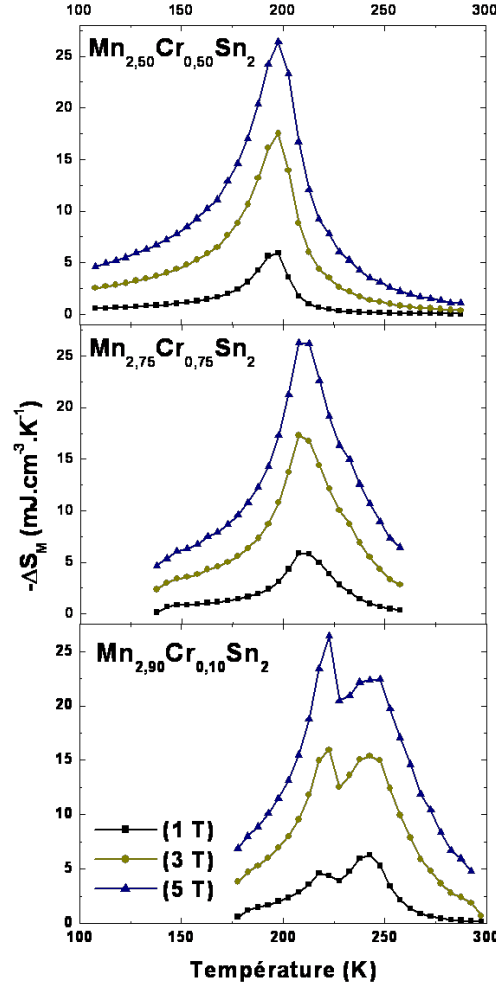 100 150 200 250 300
Mn2,50Cr0,50Sn2
25
20
15
10
5
0
Mn2,75Cr0,75Sn2
25
20
15
10
5
0
-ΔSM (mJ.cm-3.K-1)
Mn2,90Cr0,10Sn2
25
20
15
10
5
0
(1 T)
(3 T)
(5 T)
100 150 200 250 300
Température (K)